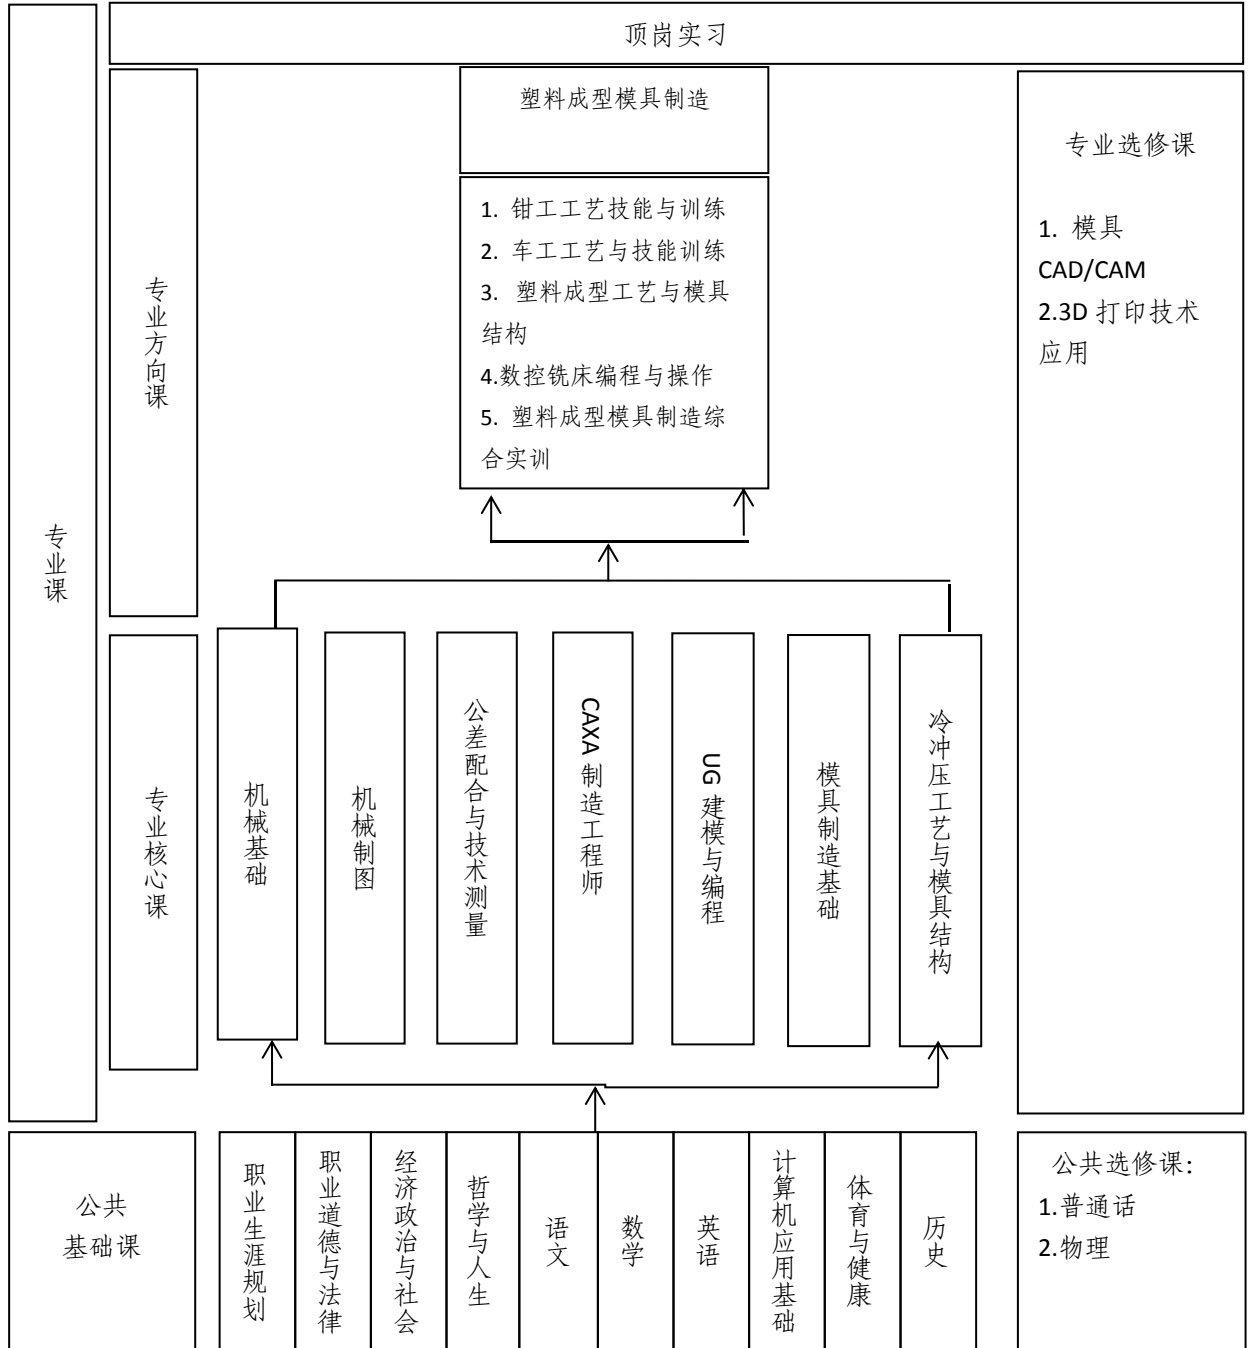 顶岗实习
塑料成型模具制造
专业选修课
1. 钳工工艺技能与训练
2. 车工工艺与技能训练
3. 塑料成型工艺与模具
结构
4.数控铣床编程与操作
5. 塑料成型模具制造综
合实训
1. 模具
CAD/CAM
2.3D 打印技术
应用
专业方向课
专业课
专业核心课
机械基础
机械制图
公差配合与技术测量
CAXA 制造工程师
UG 建模与编程
模具制造基础
冷冲压工艺与模具结构
公共
基础课
职业生涯规划
职业道德与法律
经济政治与社会
哲学与人生
语文
数学
英语
计算机应用基础
体育与健康
历史
公共选修课:
1.普通话
2.物理